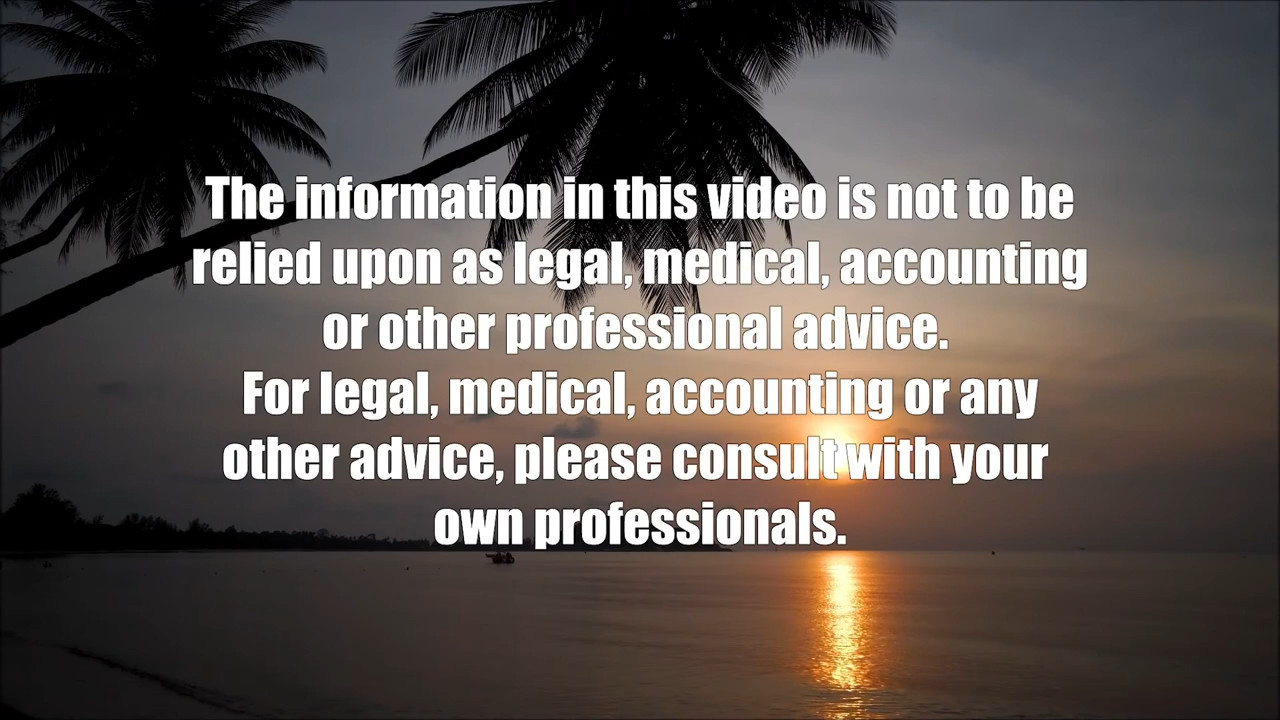 The information in this video is not to be
relied upon as legal, medical, accounting
or other professional advice.
For legal, medical, accounting or any
other advice, please consult with your
own professionals.